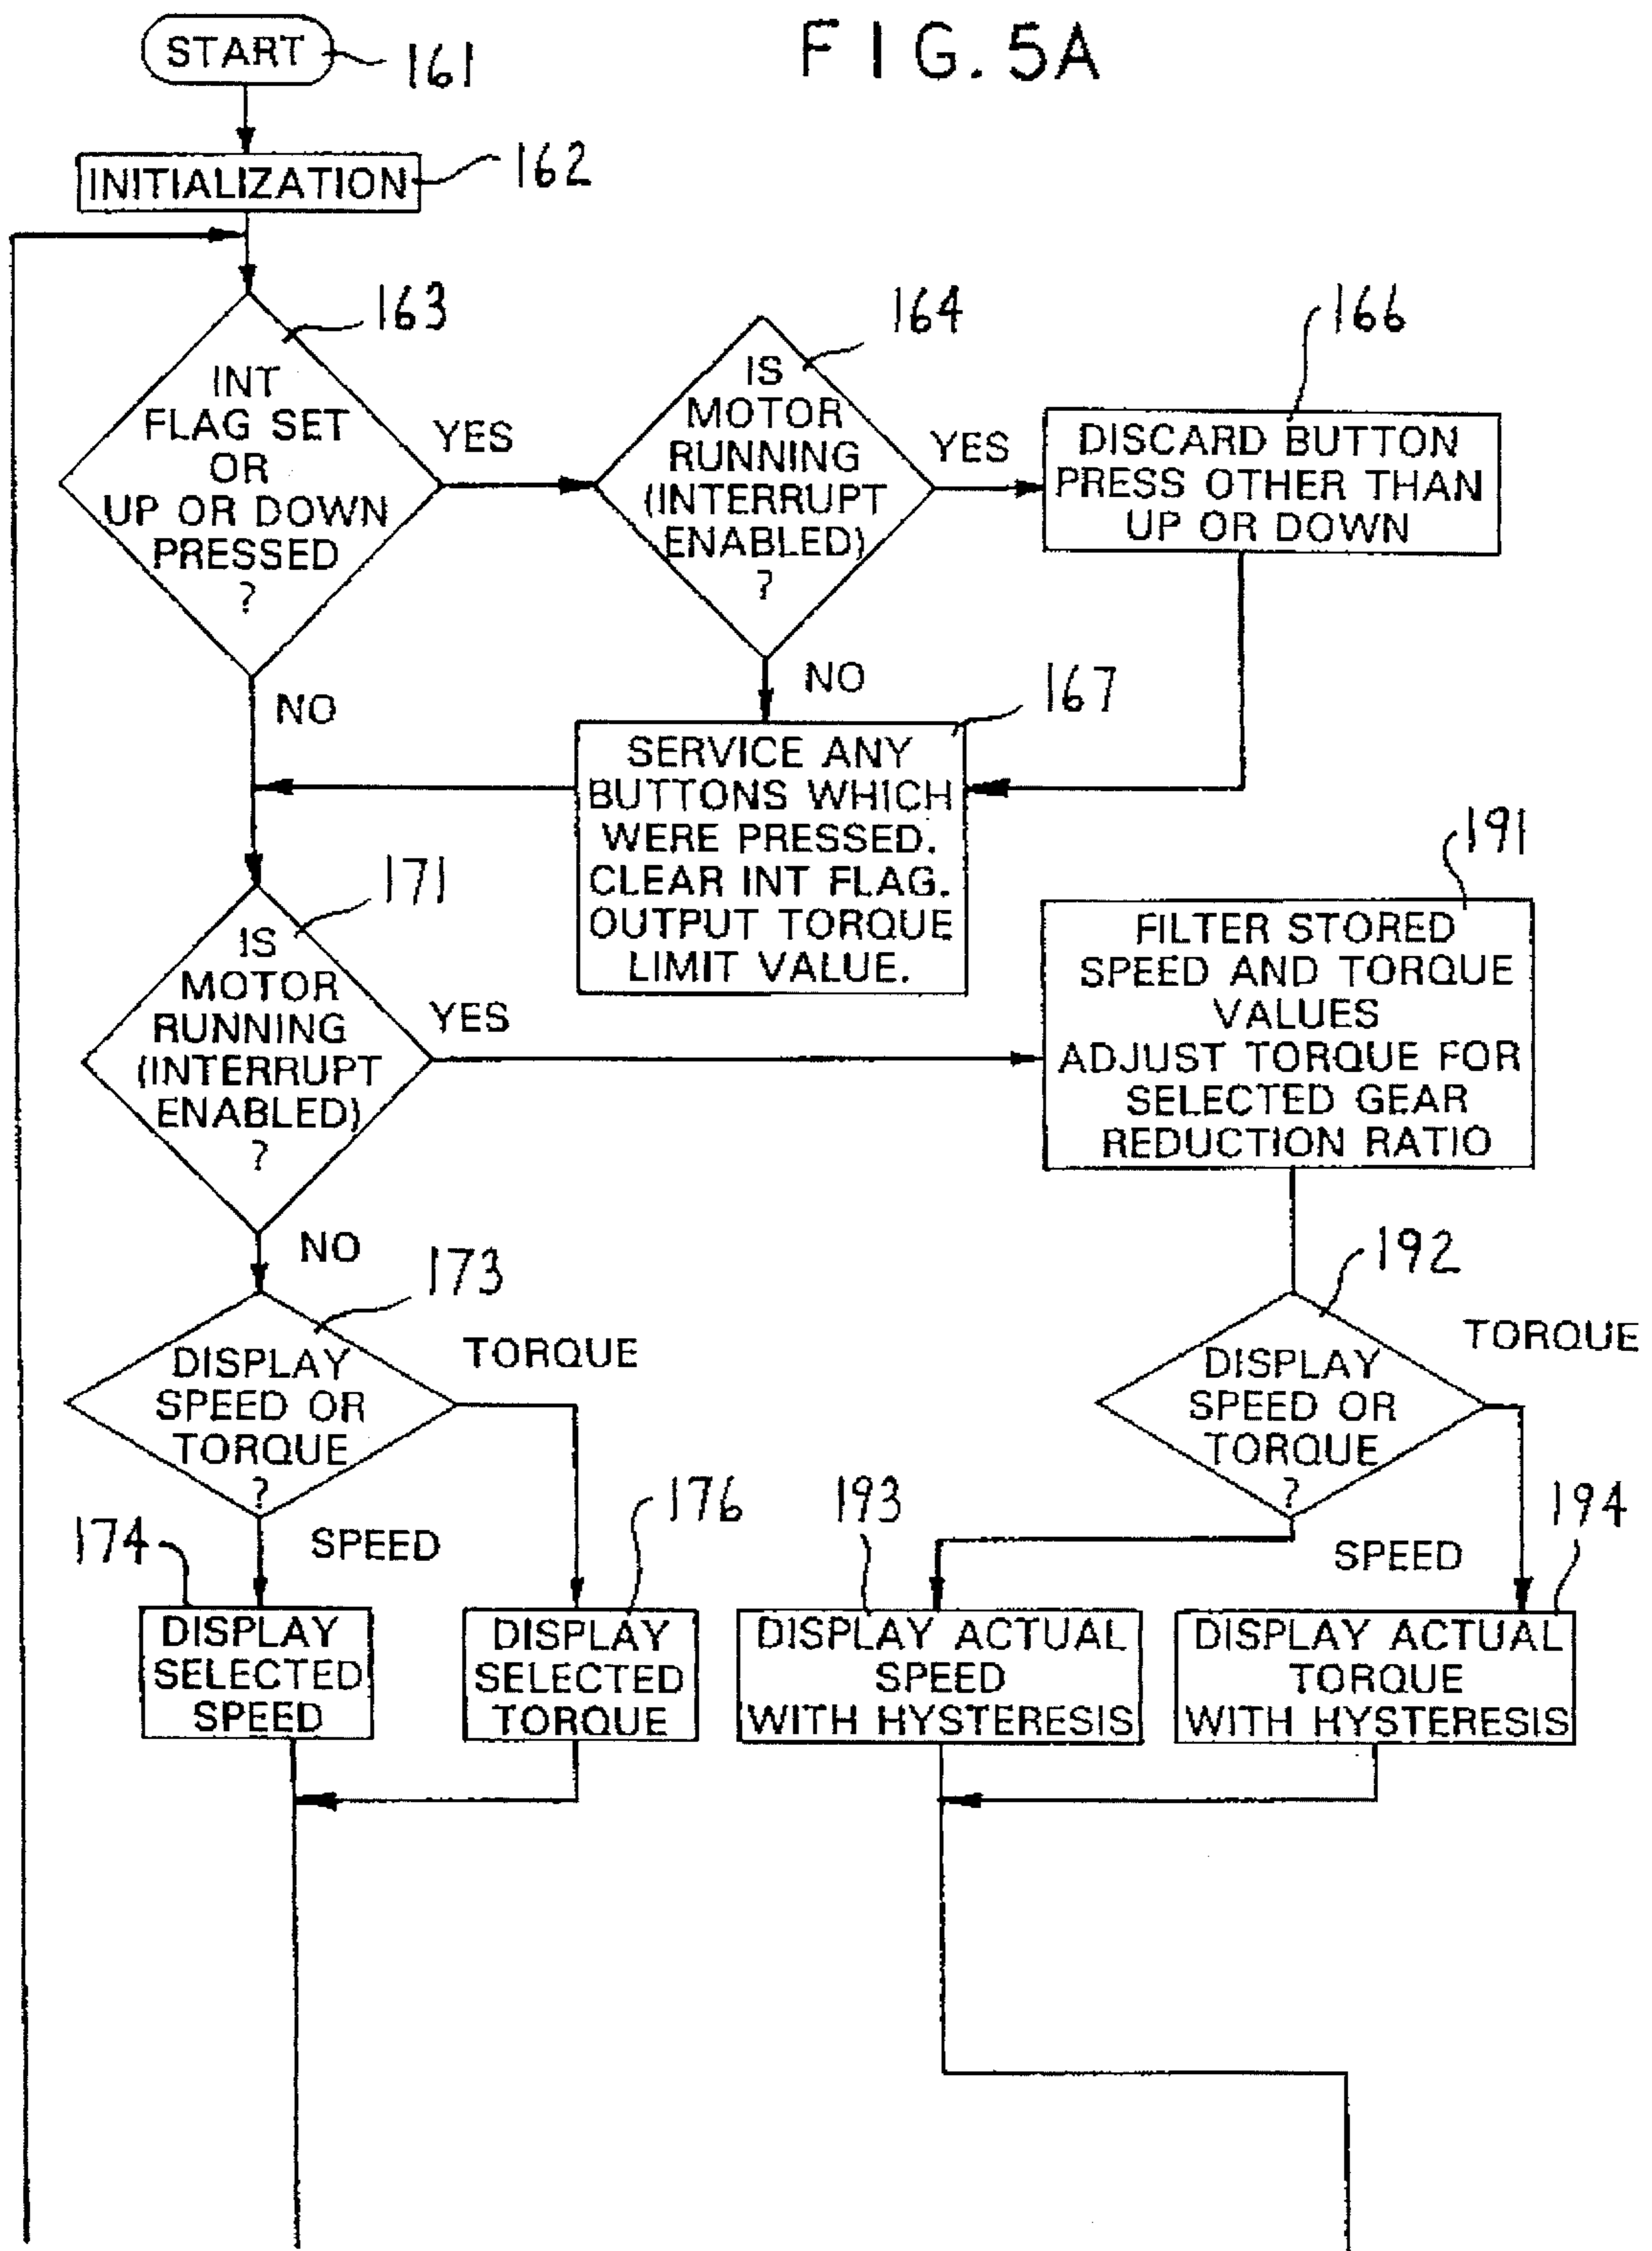 FIG. 5A
START
161
INITIALIZATION
162
163
INT
FLAG SET
OR
UP OR DOWN
PRESSED
?
YES
NO
164
IS
MOTOR
RUNNING
(INTERRUPT
ENABLED)
?
YES
NO
166
DISCARD BUTTON
PRESS OTHER THAN
UP OR DOWN
167
SERVICE ANY
BUTTONS WHICH
WERE PRESSED.
CLEAR INT FLAG.
OUTPUT TORQUE
LIMIT VALUE.
171
IS
MOTOR
RUNNING
(INTERRUPT
ENABLED)
?
YES
NO
191
FILTER STORED
SPEED AND TORQUE
VALUES
ADJUST TORQUE FOR
SELECTED GEAR
REDUCTION RATIO
173
DISPLAY
SPEED OR
TORQUE
?
TORQUE
SPEED
192
DISPLAY
SPEED OR
TORQUE
?
TORQUE
SPEED
174
DISPLAY
SELECTED
SPEED
176
DISPLAY
SELECTED
TORQUE
193
DISPLAY ACTUAL
SPEED
WITH HYSTERESIS
194
DISPLAY ACTUAL
TORQUE
WITH HYSTERESIS